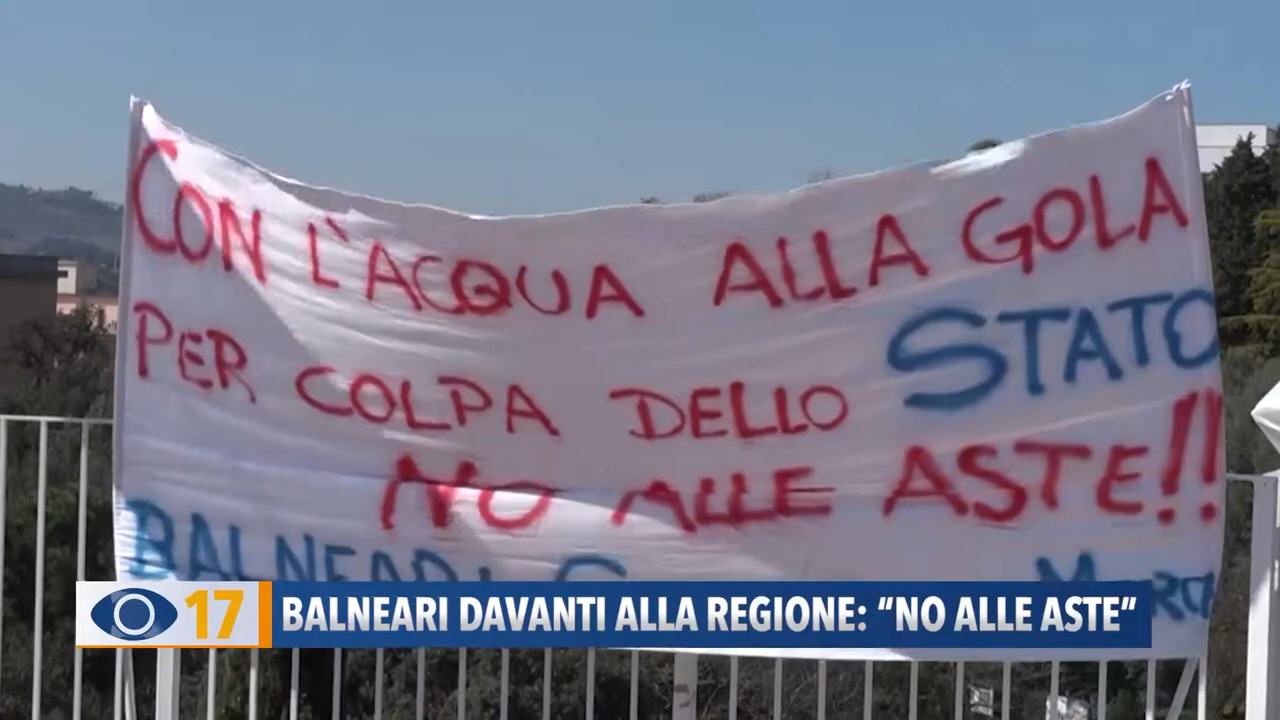 CON L'ACQUA ALLA GOLA
PER COLPA DELLO STATO
NO ALLE ASTE!!
BALNEARI
17 BALNEARI DAVANTI ALLA REGIONE: “NO ALLE ASTE”